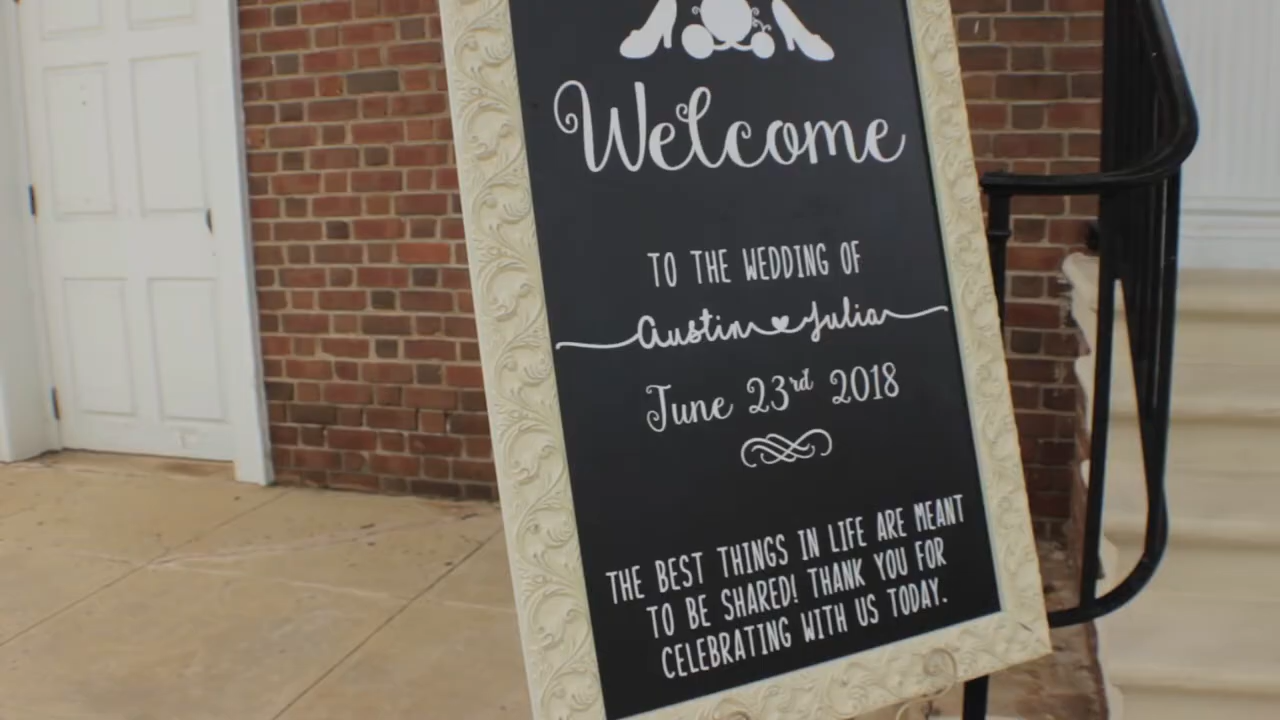 Welcome
TO THE WEDDING OF
Austin Julia
June 23rd 2018
THE BEST THINGS IN LIFE ARE MEANT
TO BE SHARED! THANK YOU FOR
CELEBRATING WITH US TODAY.